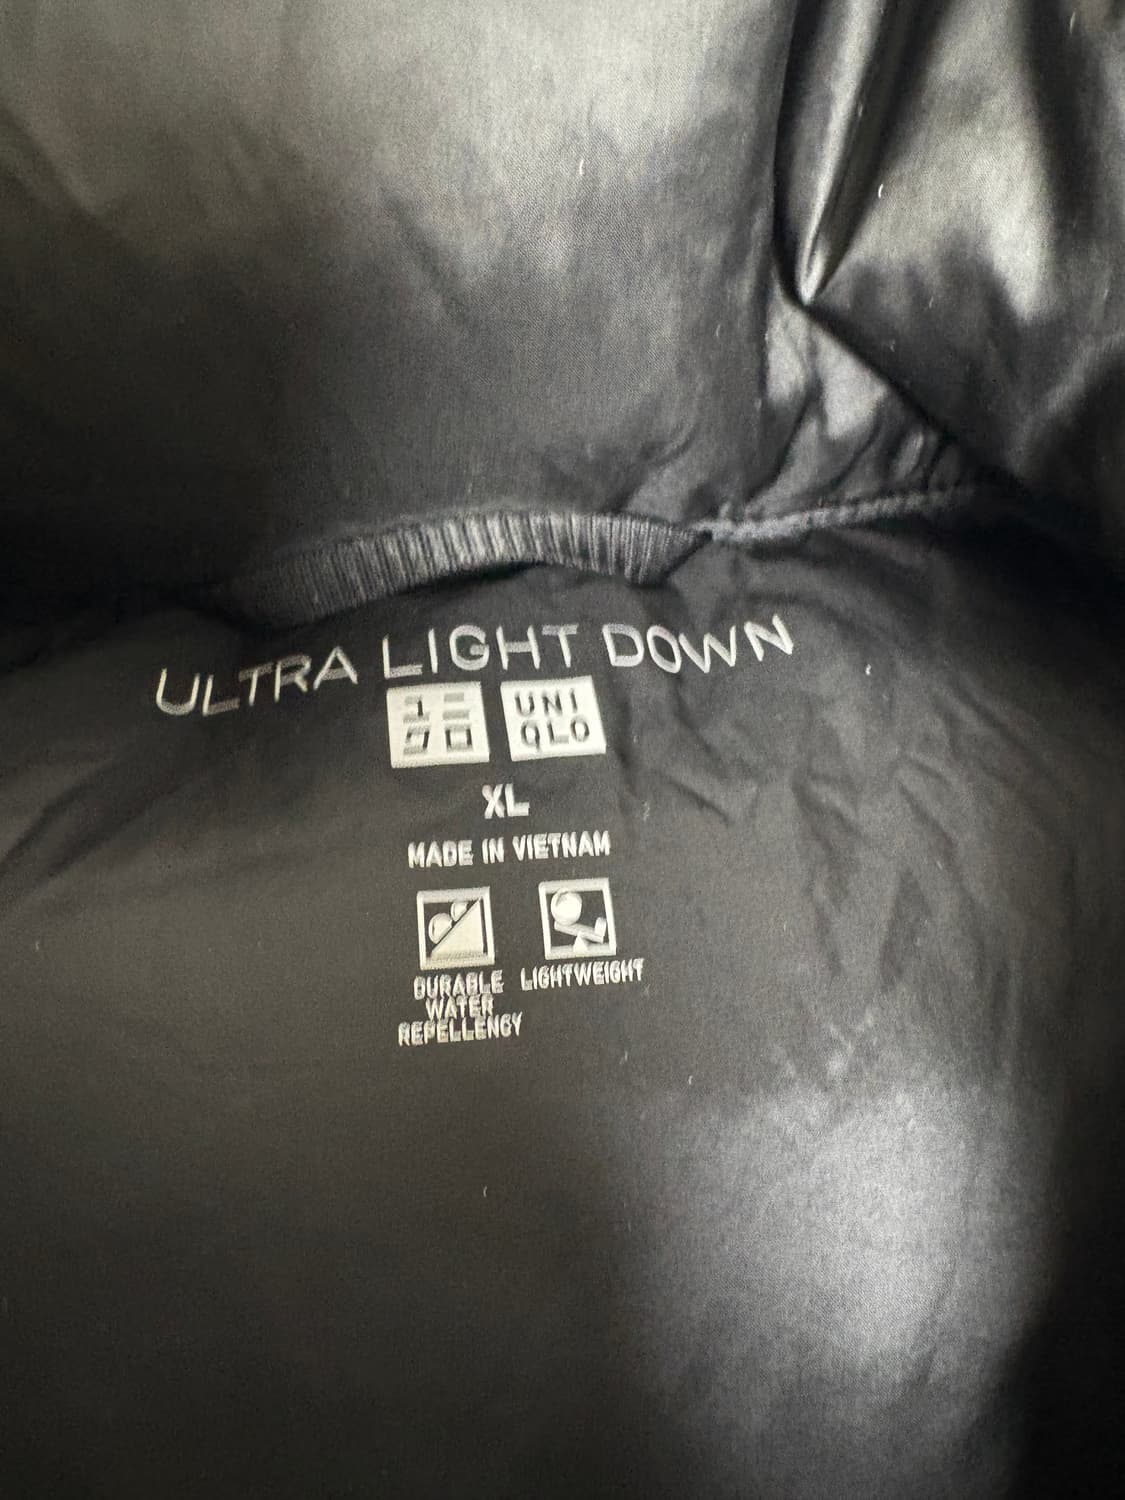 ULTRA LIGHT DOWN
ユニ UNI
クロ QLO
XL
MADE IN VIETNAM
DURABLE LIGHTWEIGHT
WATER
REPELLENCY